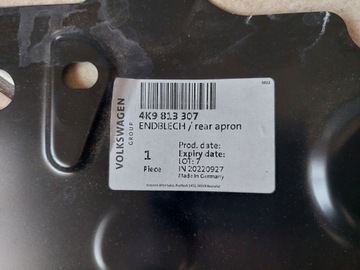 VOLKSWAGEN
GROUP
4K9 813 307
ENDBLECH / rear apron
Prod. date:
Expiry date:
LOT: 7
1
Piece
IN 20220927
Made in Germany